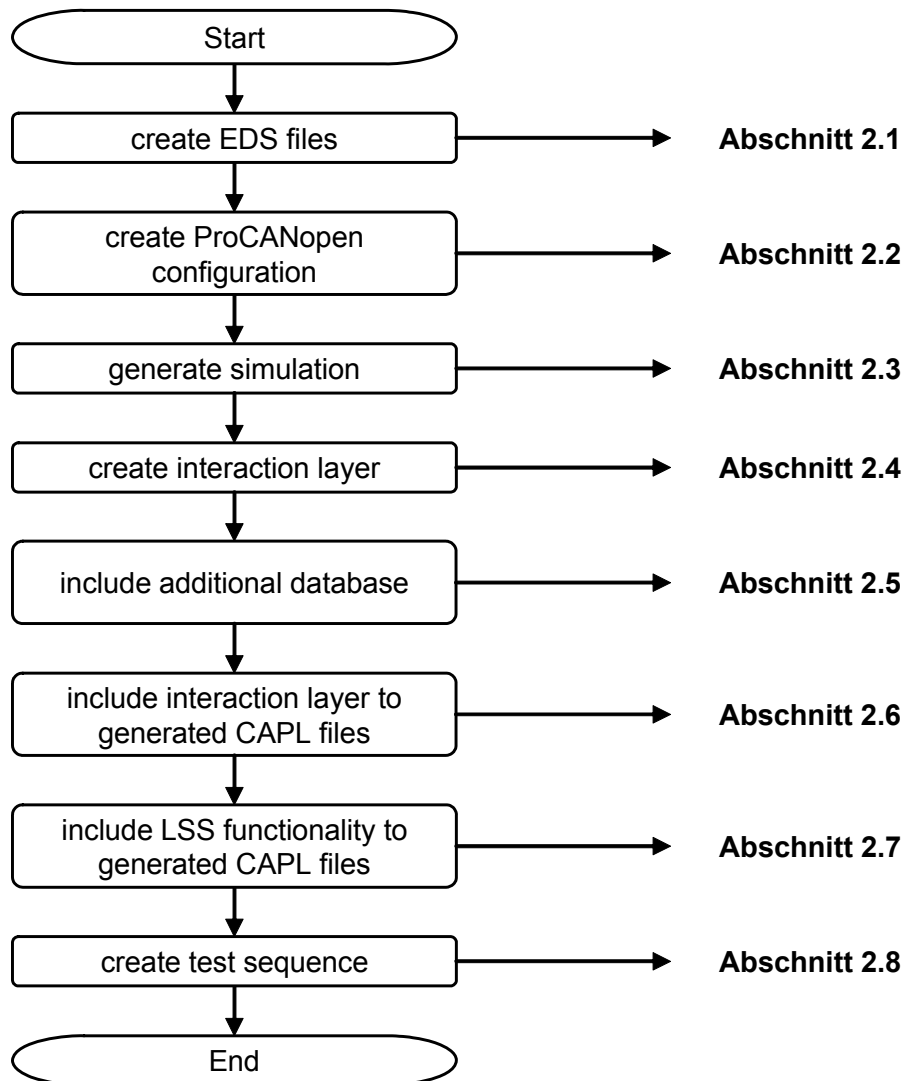 Start
create EDS files
Abschnitt 2.1
create ProCANopen
configuration
Abschnitt 2.2
generate simulation
Abschnitt 2.3
create interaction layer
Abschnitt 2.4
include additional database
Abschnitt 2.5
include interaction layer to
generated CAPL files
Abschnitt 2.6
include LSS functionality to
generated CAPL files
Abschnitt 2.7
create test sequence
Abschnitt 2.8
End